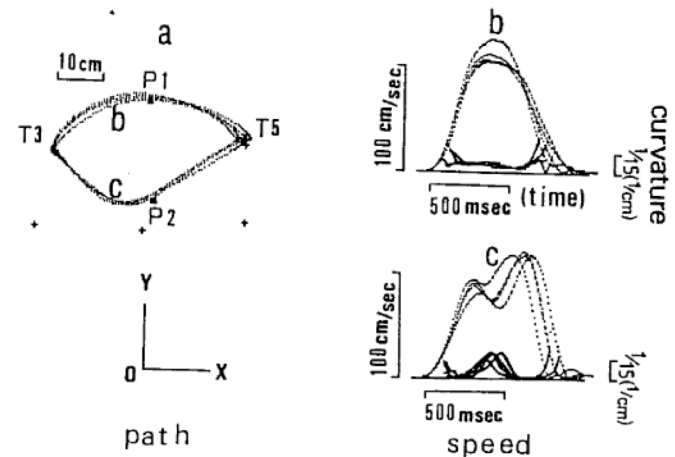 a
10cm
P1
b
T3
T5
C
P2
Y
O
X
path
b
100 cm/sec
curvature
1/15(1/cm)
500 msec
(time)
C
100 cm/sec
1/15(1/cm)
500 msec
speed